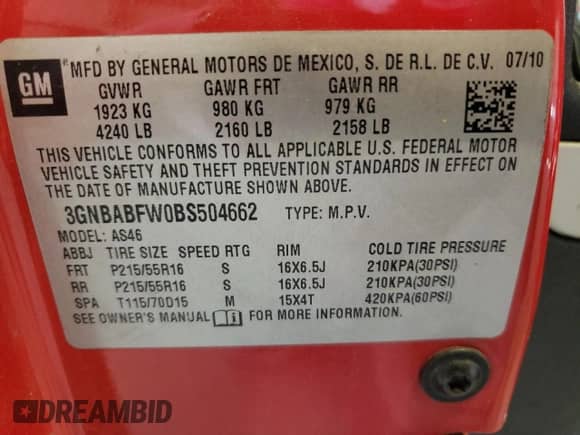 GM
MFD BY GENERAL MOTORS DE MEXICO, S. DE R.L. DE C.V. 07/10
GVWR GAWR FRT GAWR RR
1923 KG 980 KG 979 KG
4240 LB 2160 LB 2158 LB
THIS VEHICLE CONFORMS TO ALL APPLICABLE U.S. FEDERAL MOTOR
VEHICLE SAFETY AND THEFT PREVENTION STANDARDS IN EFFECT ON
THE DATE OF MANUFACTURE SHOWN ABOVE.
3GNBABFW0BS504662 TYPE: M.P.V.
MODEL: AS46
ABBJ TIRE SIZE SPEED RTG RIM COLD TIRE PRESSURE
FRT P215/55R16 S 16X6.5J 210KPA(30PSI)
RR P215/55R16 S 16X6.5J 210KPA(30PSI)
SPA T115/70D15 M 15X4T 420KPA(60PSI)
SEE OWNER'S MANUAL FOR MORE INFORMATION.
DREAMBID